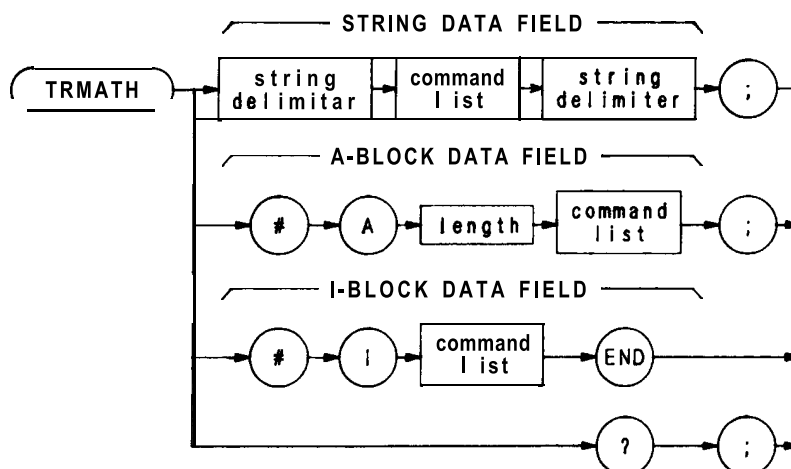 STRING DATA FIELD
TRMATH
string delimitar
command list
string delimiter
;
A-BLOCK DATA FIELD
#
A
length
command list
;
I-BLOCK DATA FIELD
#
I
command list
END
?
;